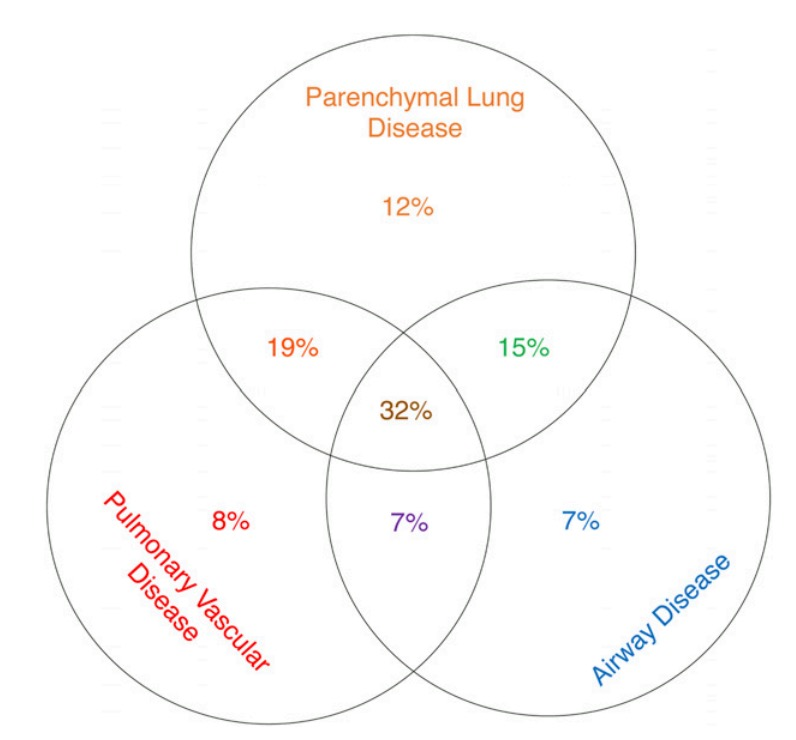 Parenchymal Lung
Disease
12%
19%
15%
32%
8%
7%
7%
Pulmonary Vascular
Disease
Airway Disease